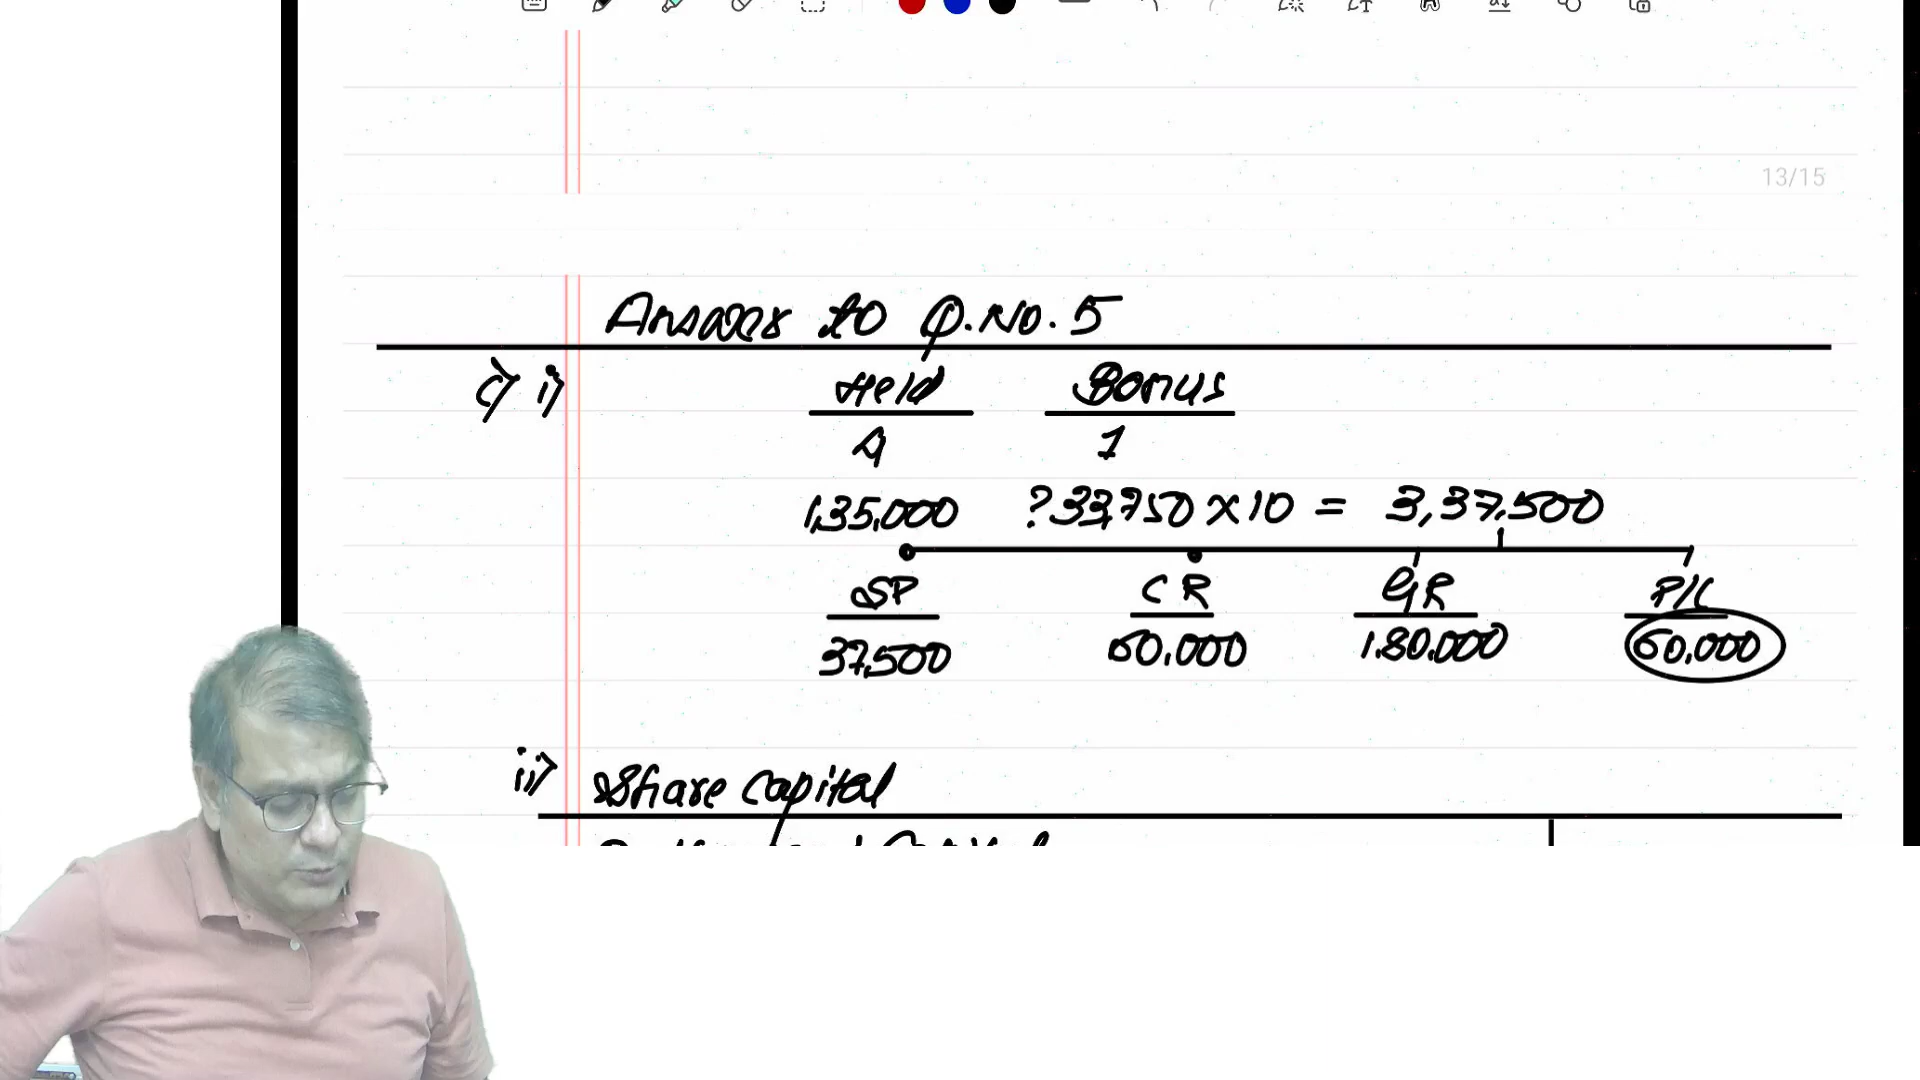 13/15
Answer to Q.No.5
c) i) Held Bonus
4 1
1,35,000 ? 33,750 × 10 = 3,37,500
SP CR GR P/L
37,500 60,000 1,80,000 60,000
ii) Share Capital